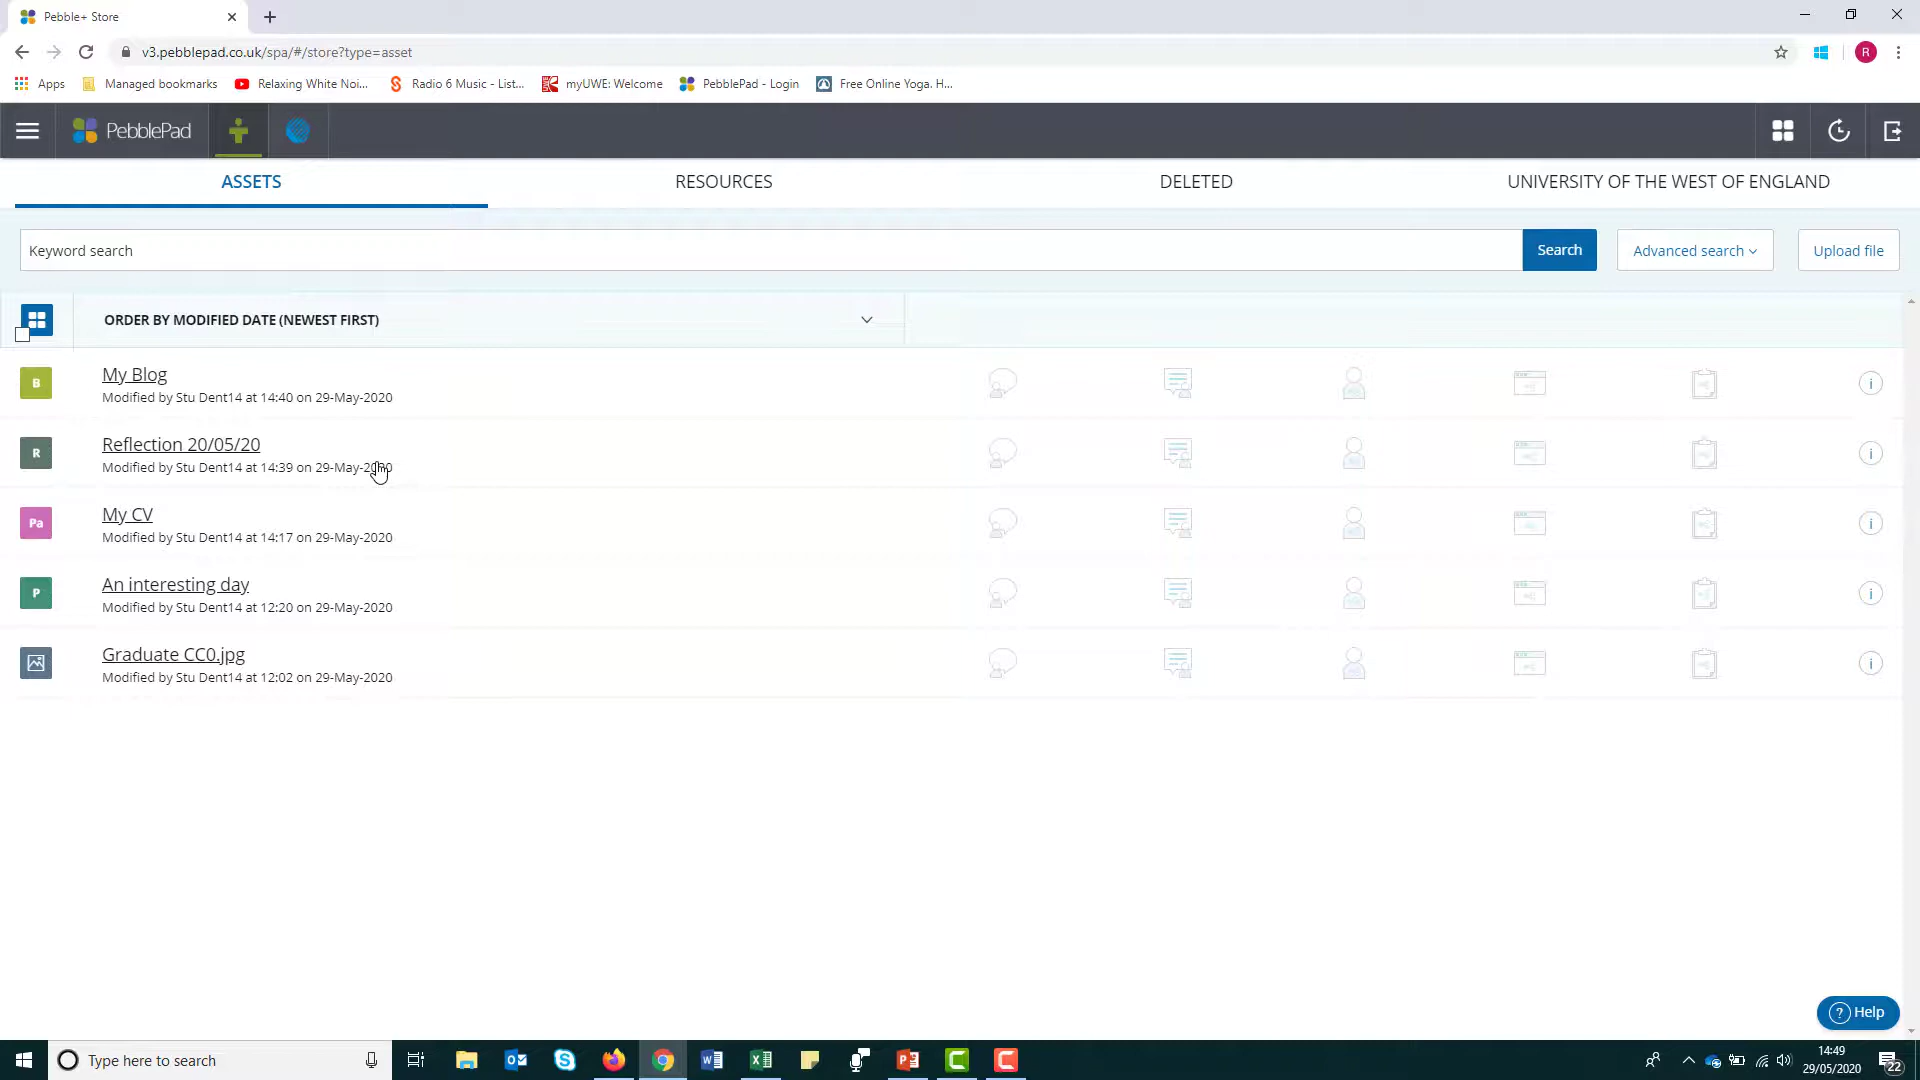 Pebble+ Store
v3.pebblepad.co.uk/spa/#/store?type=asset
R
Apps Managed bookmarks Relaxing White Noi... Radio 6 Music - List... myUWE: Welcome PebblePad - Login Free Online Yoga. H...
PebblePad
ASSETS RESOURCES DELETED UNIVERSITY OF THE WEST OF ENGLAND
Keyword search Search Advanced search Upload file
ORDER BY MODIFIED DATE (NEWEST FIRST)
B My Blog
Modified by Stu Dent14 at 14:40 on 29-May-2020
R Reflection 20/05/20
Modified by Stu Dent14 at 14:39 on 29-May-2020
Pa My CV
Modified by Stu Dent14 at 14:17 on 29-May-2020
P An interesting day
Modified by Stu Dent14 at 12:20 on 29-May-2020
Graduate CC0.jpg
Modified by Stu Dent14 at 12:02 on 29-May-2020
? Help
Type here to search
14:49
29/05/2020
22